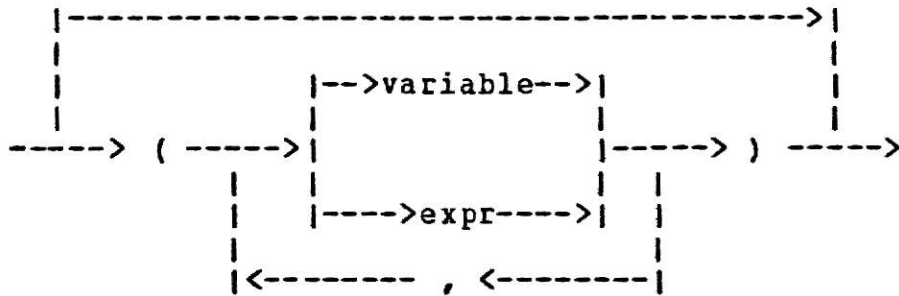 |---------------------------------->|
| |
| |-->variable-->| |
| | | |
-----> ( ----->| |-----> ) ----->
| | | |
| |---->expr---->| |
| |
|<-------- , <--------|